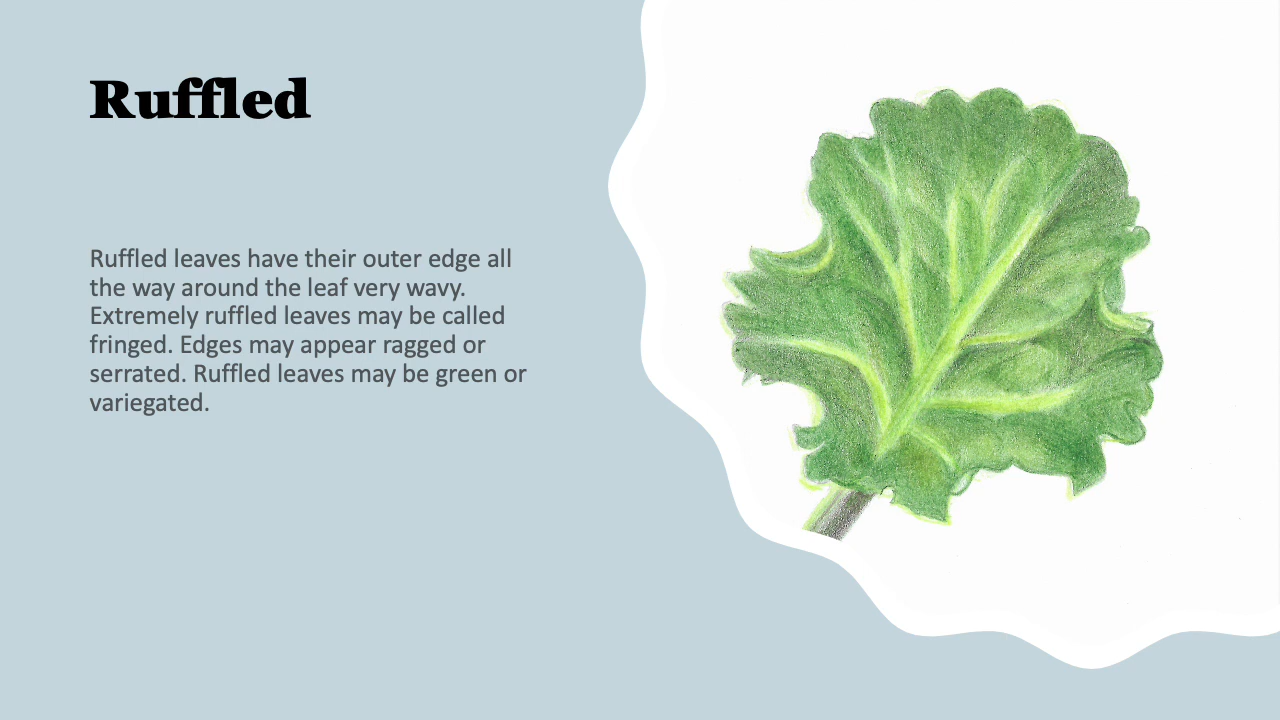 Ruffled
Ruffled leaves have their outer edge all
the way around the leaf very wavy.
Extremely ruffled leaves may be called
fringed. Edges may appear ragged or
serrated. Ruffled leaves may be green or
variegated.